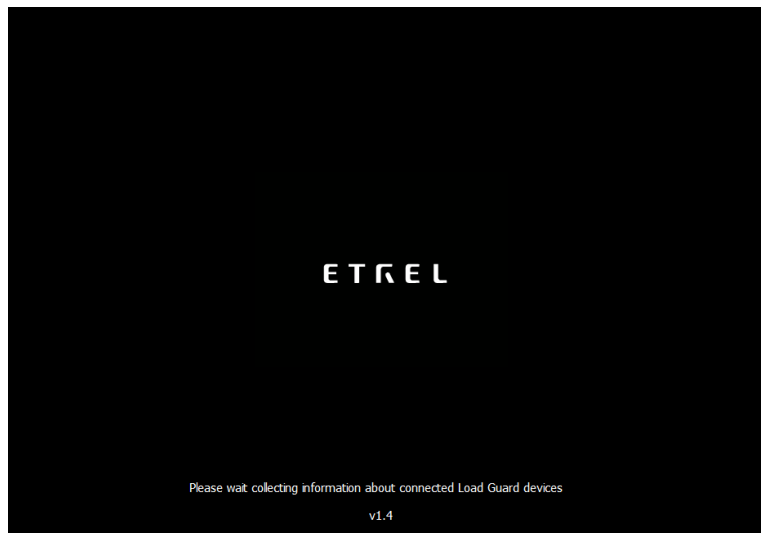 ETREL
Please wait collecting information about connected Load Guard devices
v1.4